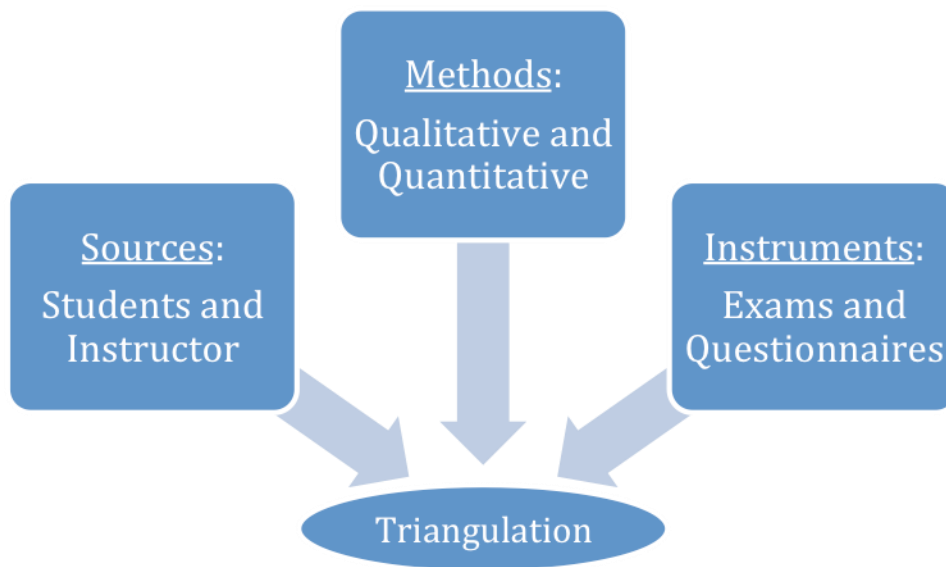 Methods:
Qualitative and
Quantitative
Sources:
Students and
Instructor
Instruments:
Exams and
Questionnaires
Triangulation